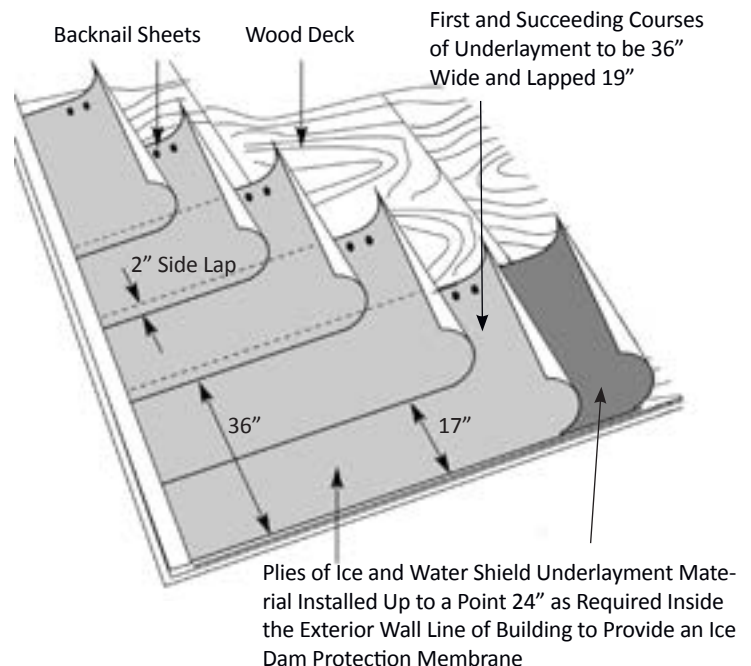 Backnail Sheets
Wood Deck
First and Succeeding Courses
of Underlayment to be 36”
Wide and Lapped 19”
2” Side Lap
36”
17”
Plies of Ice and Water Shield Underlayment Mate-
rial Installed Up to a Point 24” as Required Inside
the Exterior Wall Line of Building to Provide an Ice
Dam Protection Membrane